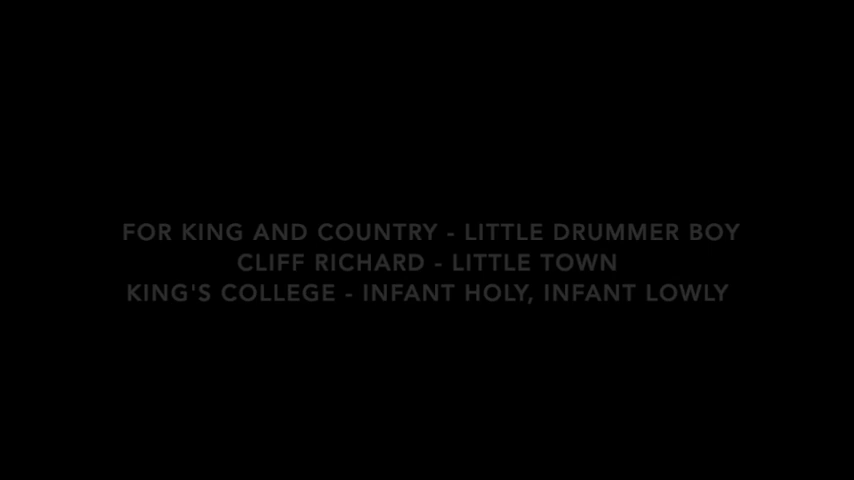 FOR KING AND COUNTRY - LITTLE DRUMMER BOY
CLIFF RICHARD - LITTLE TOWN
KING'S COLLEGE - INFANT HOLY, INFANT LOWLY